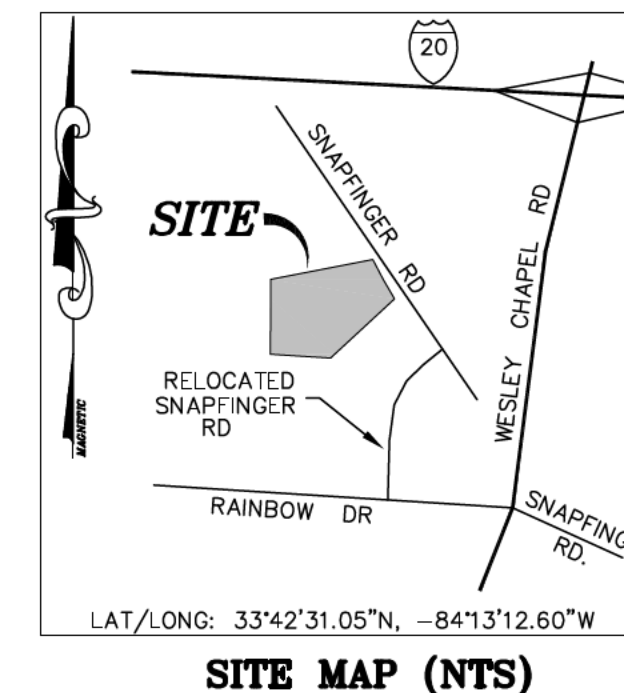 20
SNAPFINGER RD
WESLEY CHAPEL RD
SITE
MAGNETIC
RELOCATED
SNAPFINGER
RD
RAINBOW DR
SNAPFING
RD.
LAT/LONG: 33°42'31.05"N, -84°13'12.60"W
SITE MAP (NTS)